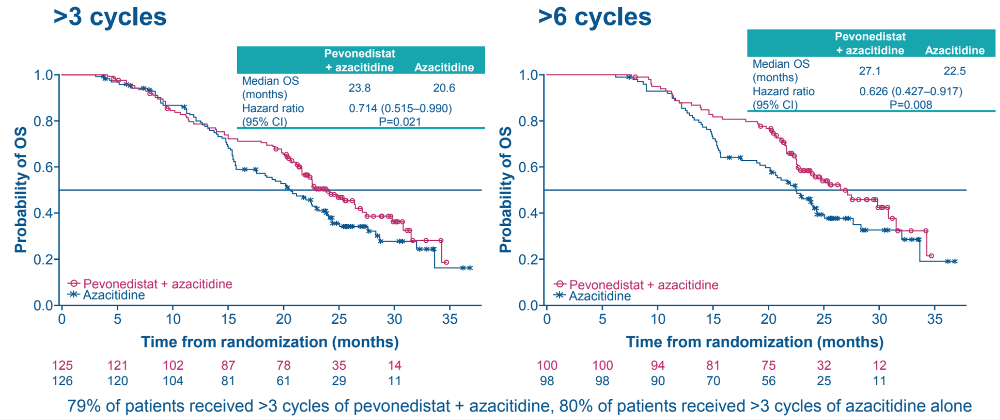 >3 cycles
Pevonedistat
+ azacitidine
Azacitidine
Median OS
(months)
23.8
20.6
Hazard ratio
(95% CI)
0.714 (0.515–0.990)
P=0.021
Probability of OS
1.0
0.8
0.6
0.4
0.2
0.0
Pevonedistat + azacitidine
Azacitidine
0 5 10 15 20 25 30 35
Time from randomization (months)
125 121 102 87 78 35 14
126 120 104 81 61 29 11
>6 cycles
Pevonedistat
+ azacitidine
Azacitidine
Median OS
(months)
27.1
22.5
Hazard ratio
(95% CI)
0.626 (0.427–0.917)
P=0.008
Probability of OS
1.0
0.8
0.6
0.4
0.2
0.0
Pevonedistat + azacitidine
Azacitidine
0 5 10 15 20 25 30 35
Time from randomization (months)
100 100 94 81 75 32 12
98 98 90 70 56 25 11
79% of patients received >3 cycles of pevonedistat + azacitidine, 80% of patients received >3 cycles of azacitidine alone